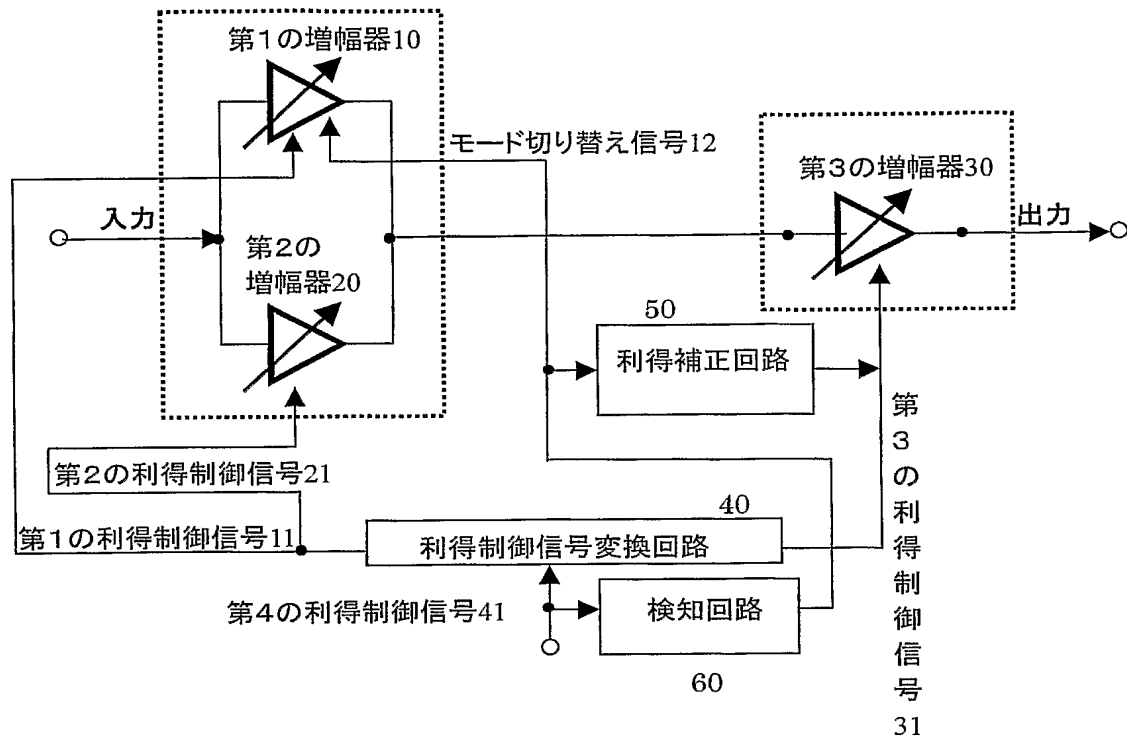 第1の増幅器10
モード切り替え信号12
第3の増幅器30
入力
出力
第2の
増幅器20
50
利得補正回路
第2の利得制御信号21
第1の利得制御信号11
40
利得制御信号変換回路
第4の利得制御信号41
検知回路
60
第3の利得制御信号
31